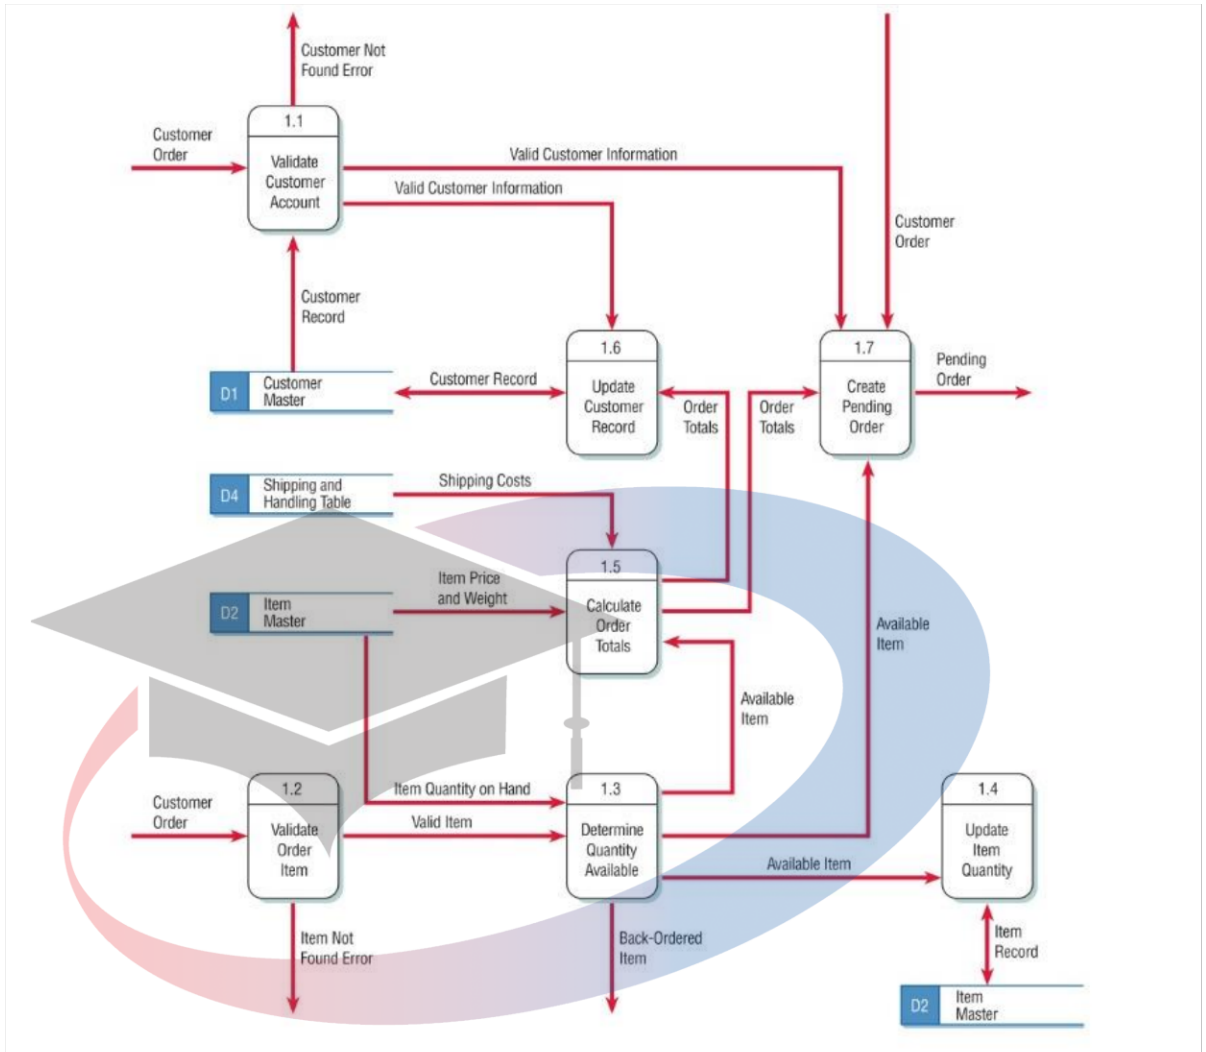 Customer Not
Found Error
1.1
Customer
Order
Validate
Customer
Account
Valid Customer Information
Valid Customer Information
Customer
Order
Customer
Record
1.6
1.7
Pending
Order
D1
Customer
Master
Customer Record
Update
Customer
Record
Order
Totals
Order
Totals
Create
Pending
Order
D4
Shipping and
Handling Table
Shipping Costs
1.5
Item Price
and Weight
D2
Item
Master
Calculate
Order
Totals
Available
Item
Available
Item
1.2
Item Quantity on Hand
1.3
1.4
Customer
Order
Validate
Order
Item
Valid Item
Determine
Quantity
Available
Update
Item
Quantity
Available Item
Item Not
Found Error
Back-Ordered
Item
Item
Record
D2
Item
Master